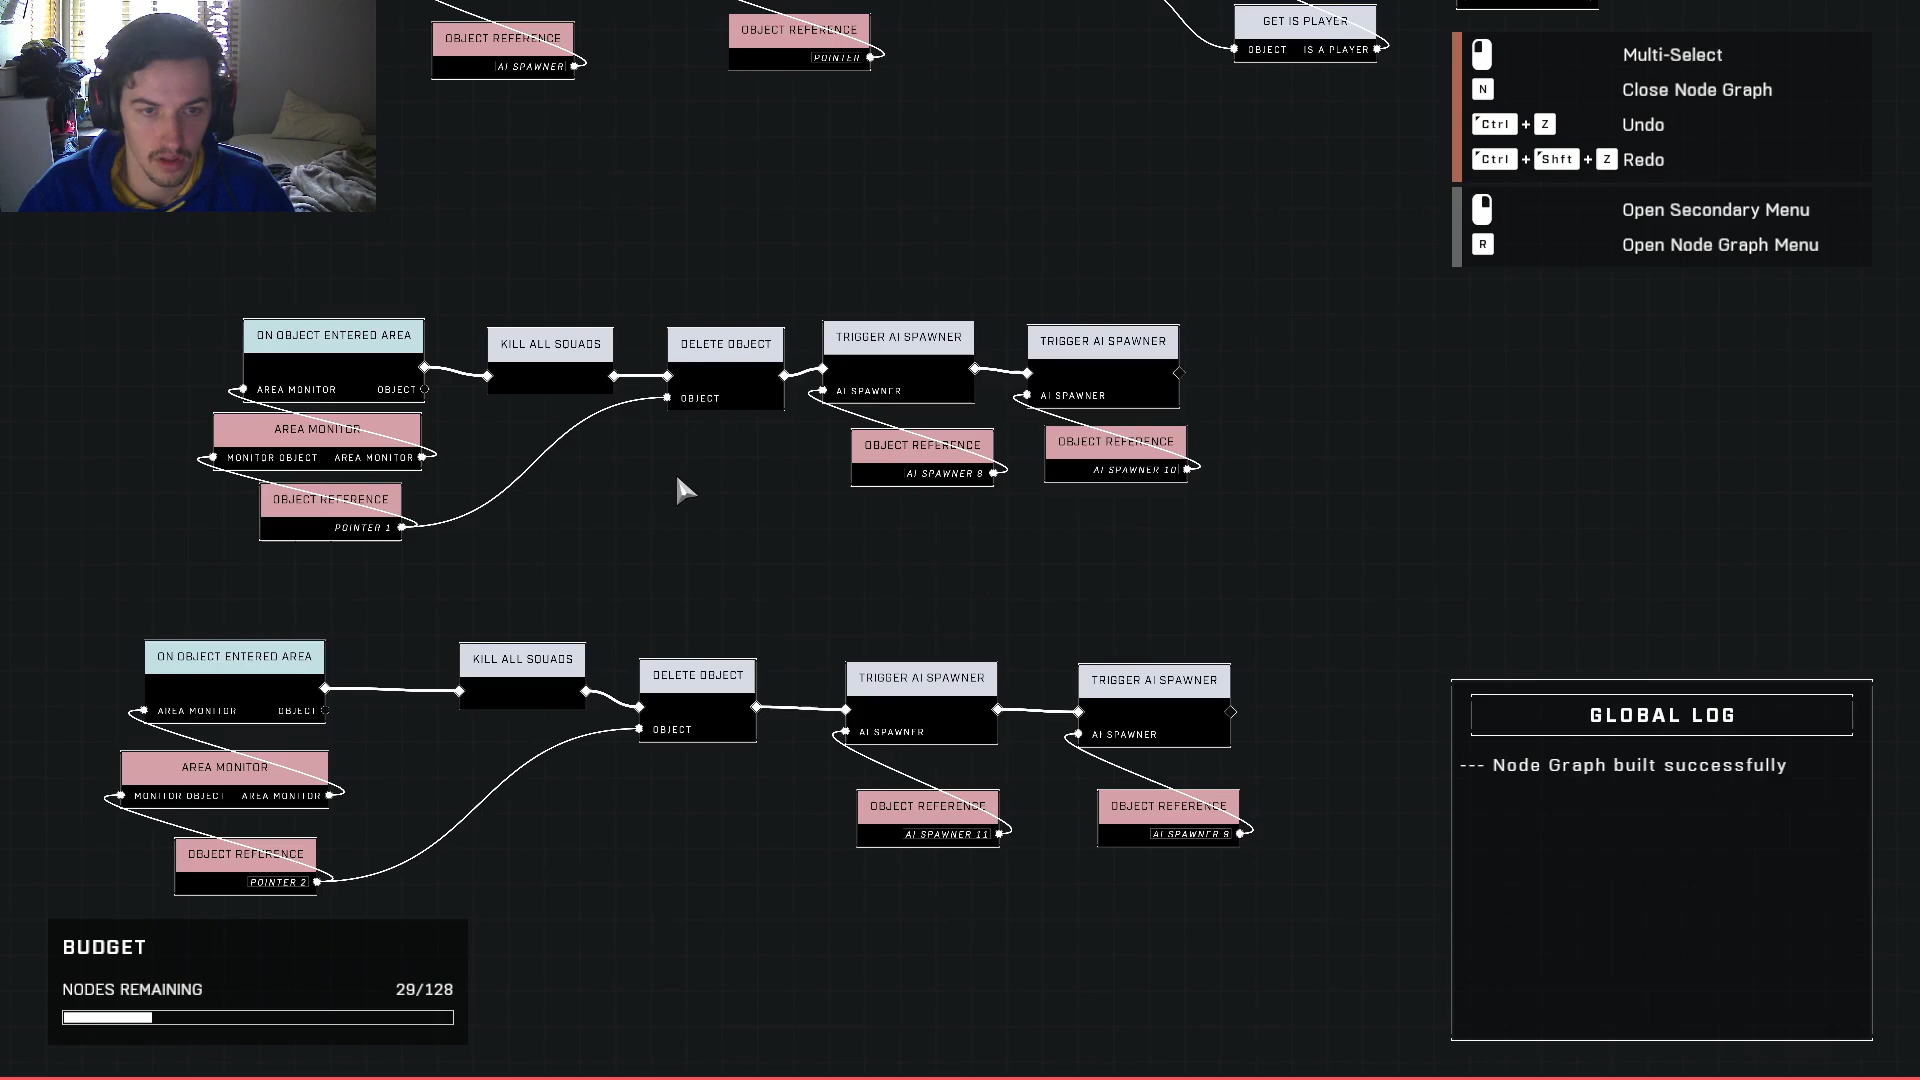 OBJECT REFERENCE
AI SPAWNER
OBJECT REFERENCE
POINTER
GET IS PLAYER
OBJECT IS A PLAYER
Multi-Select
N Close Node Graph
Ctrl + Z Undo
Ctrl + Shft + Z Redo
Open Secondary Menu
R Open Node Graph Menu
ON OBJECT ENTERED AREA
AREA MONITOR OBJECT
KILL ALL SQUADS
DELETE OBJECT
OBJECT
TRIGGER AI SPAWNER
AI SPAWNER
TRIGGER AI SPAWNER
AI SPAWNER
AREA MONITOR
MONITOR OBJECT AREA MONITOR
OBJECT REFERENCE
AI SPAWNER 8
OBJECT REFERENCE
AI SPAWNER 10
OBJECT REFERENCE
POINTER 1
ON OBJECT ENTERED AREA
AREA MONITOR OBJECT
KILL ALL SQUADS
DELETE OBJECT
OBJECT
TRIGGER AI SPAWNER
AI SPAWNER
TRIGGER AI SPAWNER
AI SPAWNER
AREA MONITOR
MONITOR OBJECT AREA MONITOR
OBJECT REFERENCE
AI SPAWNER 11
OBJECT REFERENCE
AI SPAWNER 9
OBJECT REFERENCE
POINTER 2
GLOBAL LOG
--- Node Graph built successfully
BUDGET
NODES REMAINING 29/128